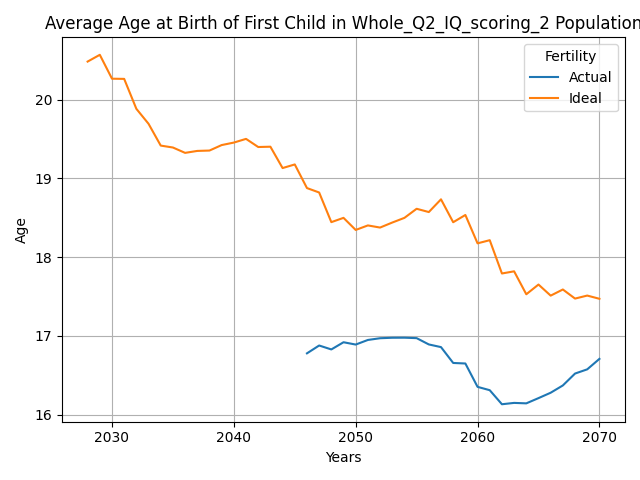 Average Age at Birth of First Child in Whole_Q2_IQ_scoring_2 Population
Fertility
Actual
Ideal
Age
20
19
18
17
16
2030 2040 2050 2060 2070
Years